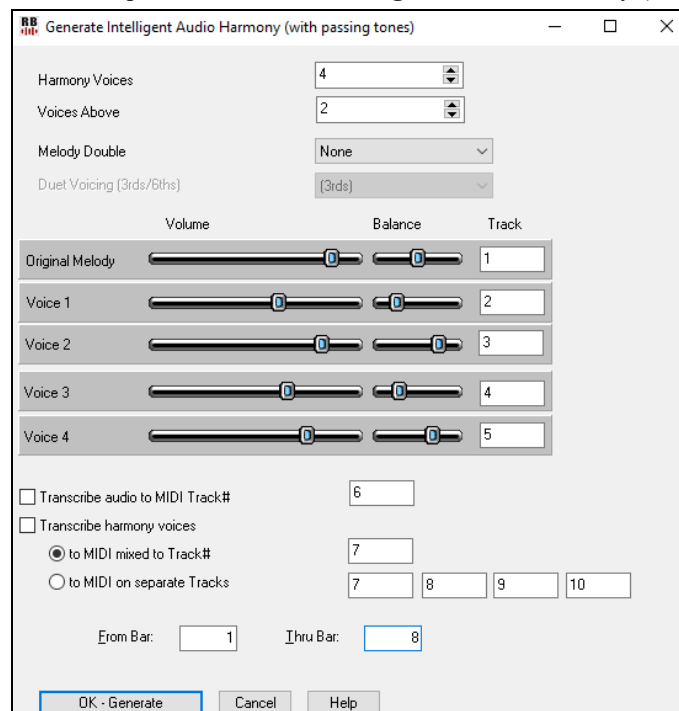 RB Generate Intelligent Audio Harmony (with passing tones)
Harmony Voices 4
Voices Above 2
Melody Double None
Duet Voicing (3rds/6ths) (3rds)
Volume Balance Track
Original Melody 1
Voice 1 2
Voice 2 3
Voice 3 4
Voice 4 5
Transcribe audio to MIDI Track# 6
Transcribe harmony voices
to MIDI mixed to Track# 7
to MIDI on separate Tracks 7 8 9 10
From Bar: 1 Thru Bar: 8
OK - Generate Cancel Help